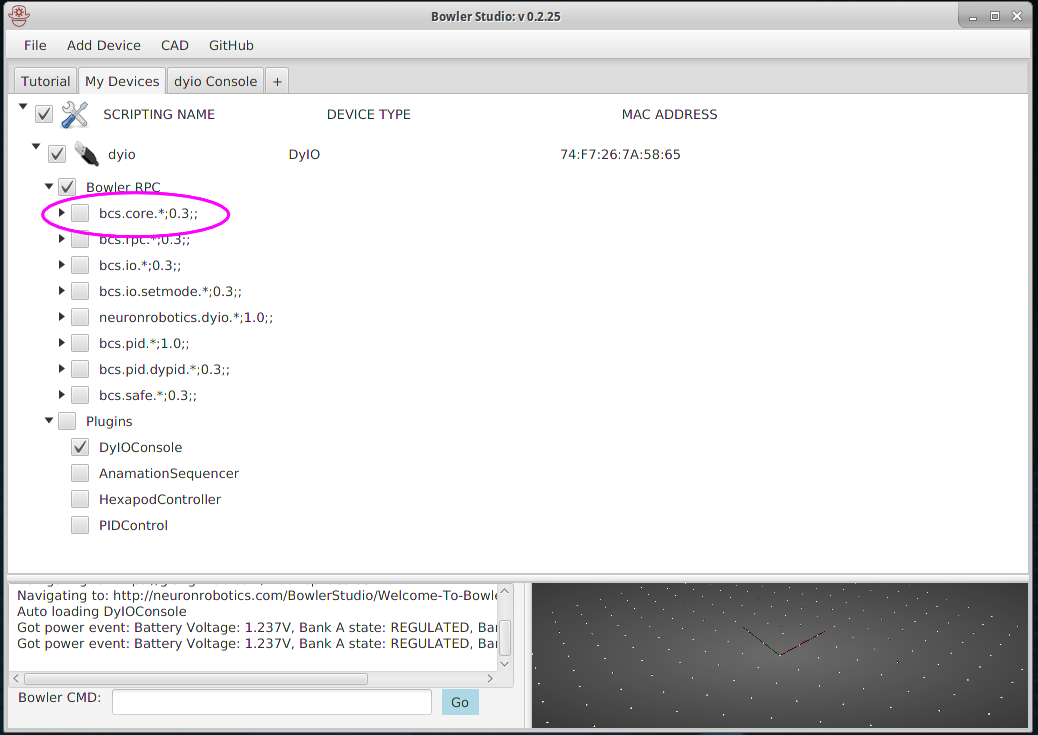 Bowler Studio: v 0.2.25
File Add Device CAD GitHub
Tutorial My Devices dyio Console +
SCRIPTING NAME DEVICE TYPE MAC ADDRESS
dyio DyIO 74:F7:26:7A:58:65
Bowler RPC
bcs.core.*;0.3;;
bcs.rpc.*;0.3;;
bcs.io.*;0.3;;
bcs.io.setmode.*;0.3;;
neuronrobotics.dyio.*;1.0;;
bcs.pid.*;1.0;;
bcs.pid.dypid.*;0.3;;
bcs.safe.*;0.3;;
Plugins
DyIOConsole
AnamationSequencer
HexapodController
PIDControl
Navigating to: http://neuronrobotics.com/BowlerStudio/Welcome-To-Bowle
Auto loading DyIOConsole
Got power event: Battery Voltage: 1.237V, Bank A state: REGULATED, Ban
Got power event: Battery Voltage: 1.237V, Bank A state: REGULATED, Ban
Bowler CMD: Go